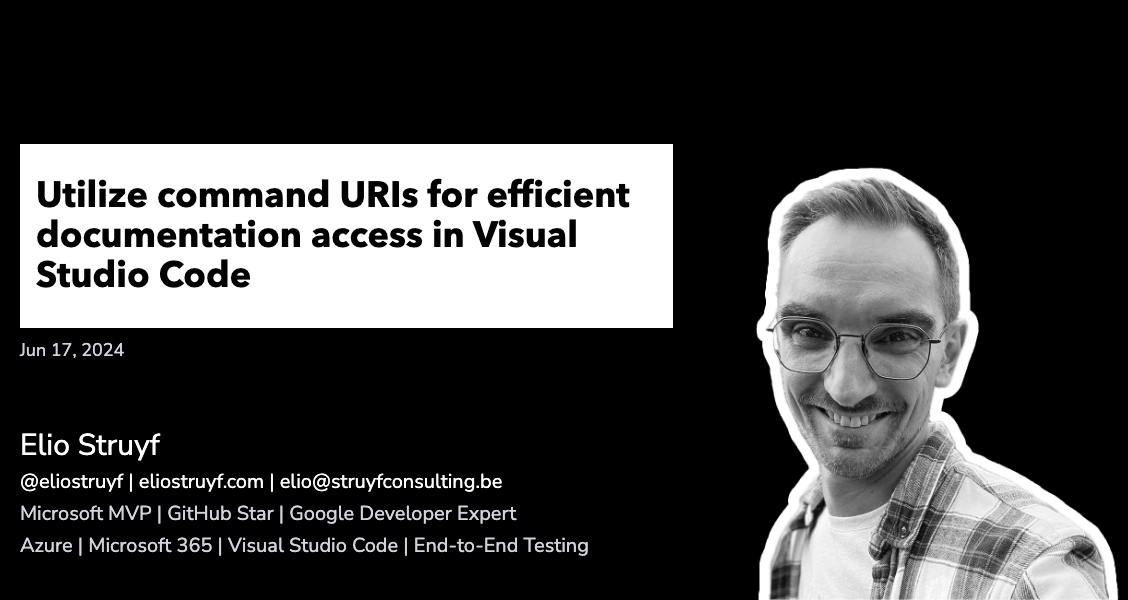 Utilize command URIs for efficient
documentation access in Visual
Studio Code
Jun 17, 2024
Elio Struyf
@eliostruyf | eliostruyf.com | elio@struyfconsulting.be
Microsoft MVP | GitHub Star | Google Developer Expert
Azure | Microsoft 365 | Visual Studio Code | End-to-End Testing